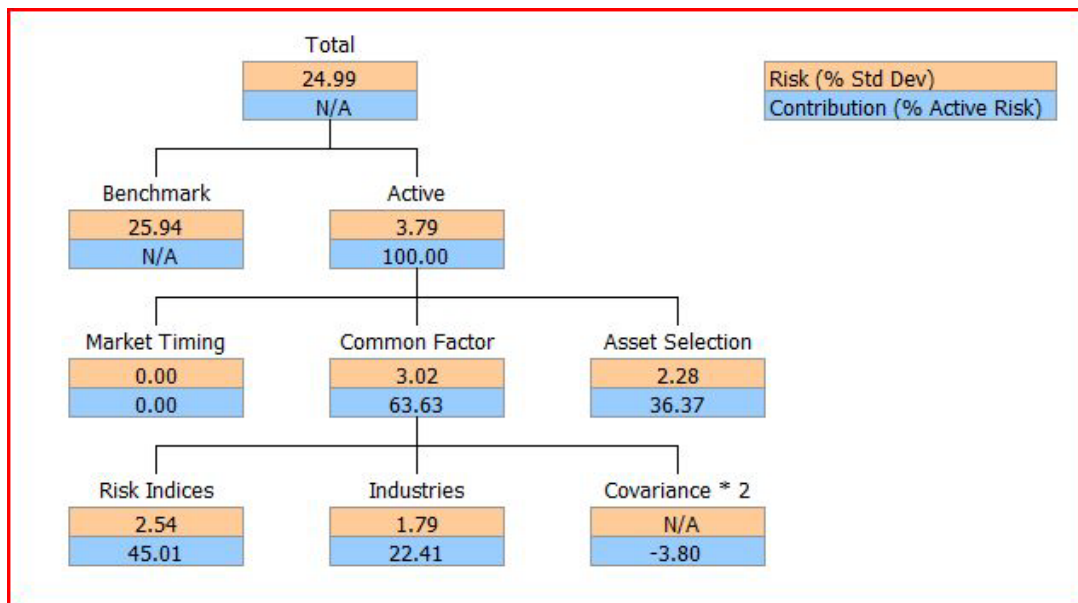 Total
24.99
N/A
Risk (% Std Dev)
Contribution (% Active Risk)
Benchmark
25.94
N/A
Active
3.79
100.00
Market Timing
0.00
0.00
Common Factor
3.02
63.63
Asset Selection
2.28
36.37
Risk Indices
2.54
45.01
Industries
1.79
22.41
Covariance * 2
N/A
-3.80